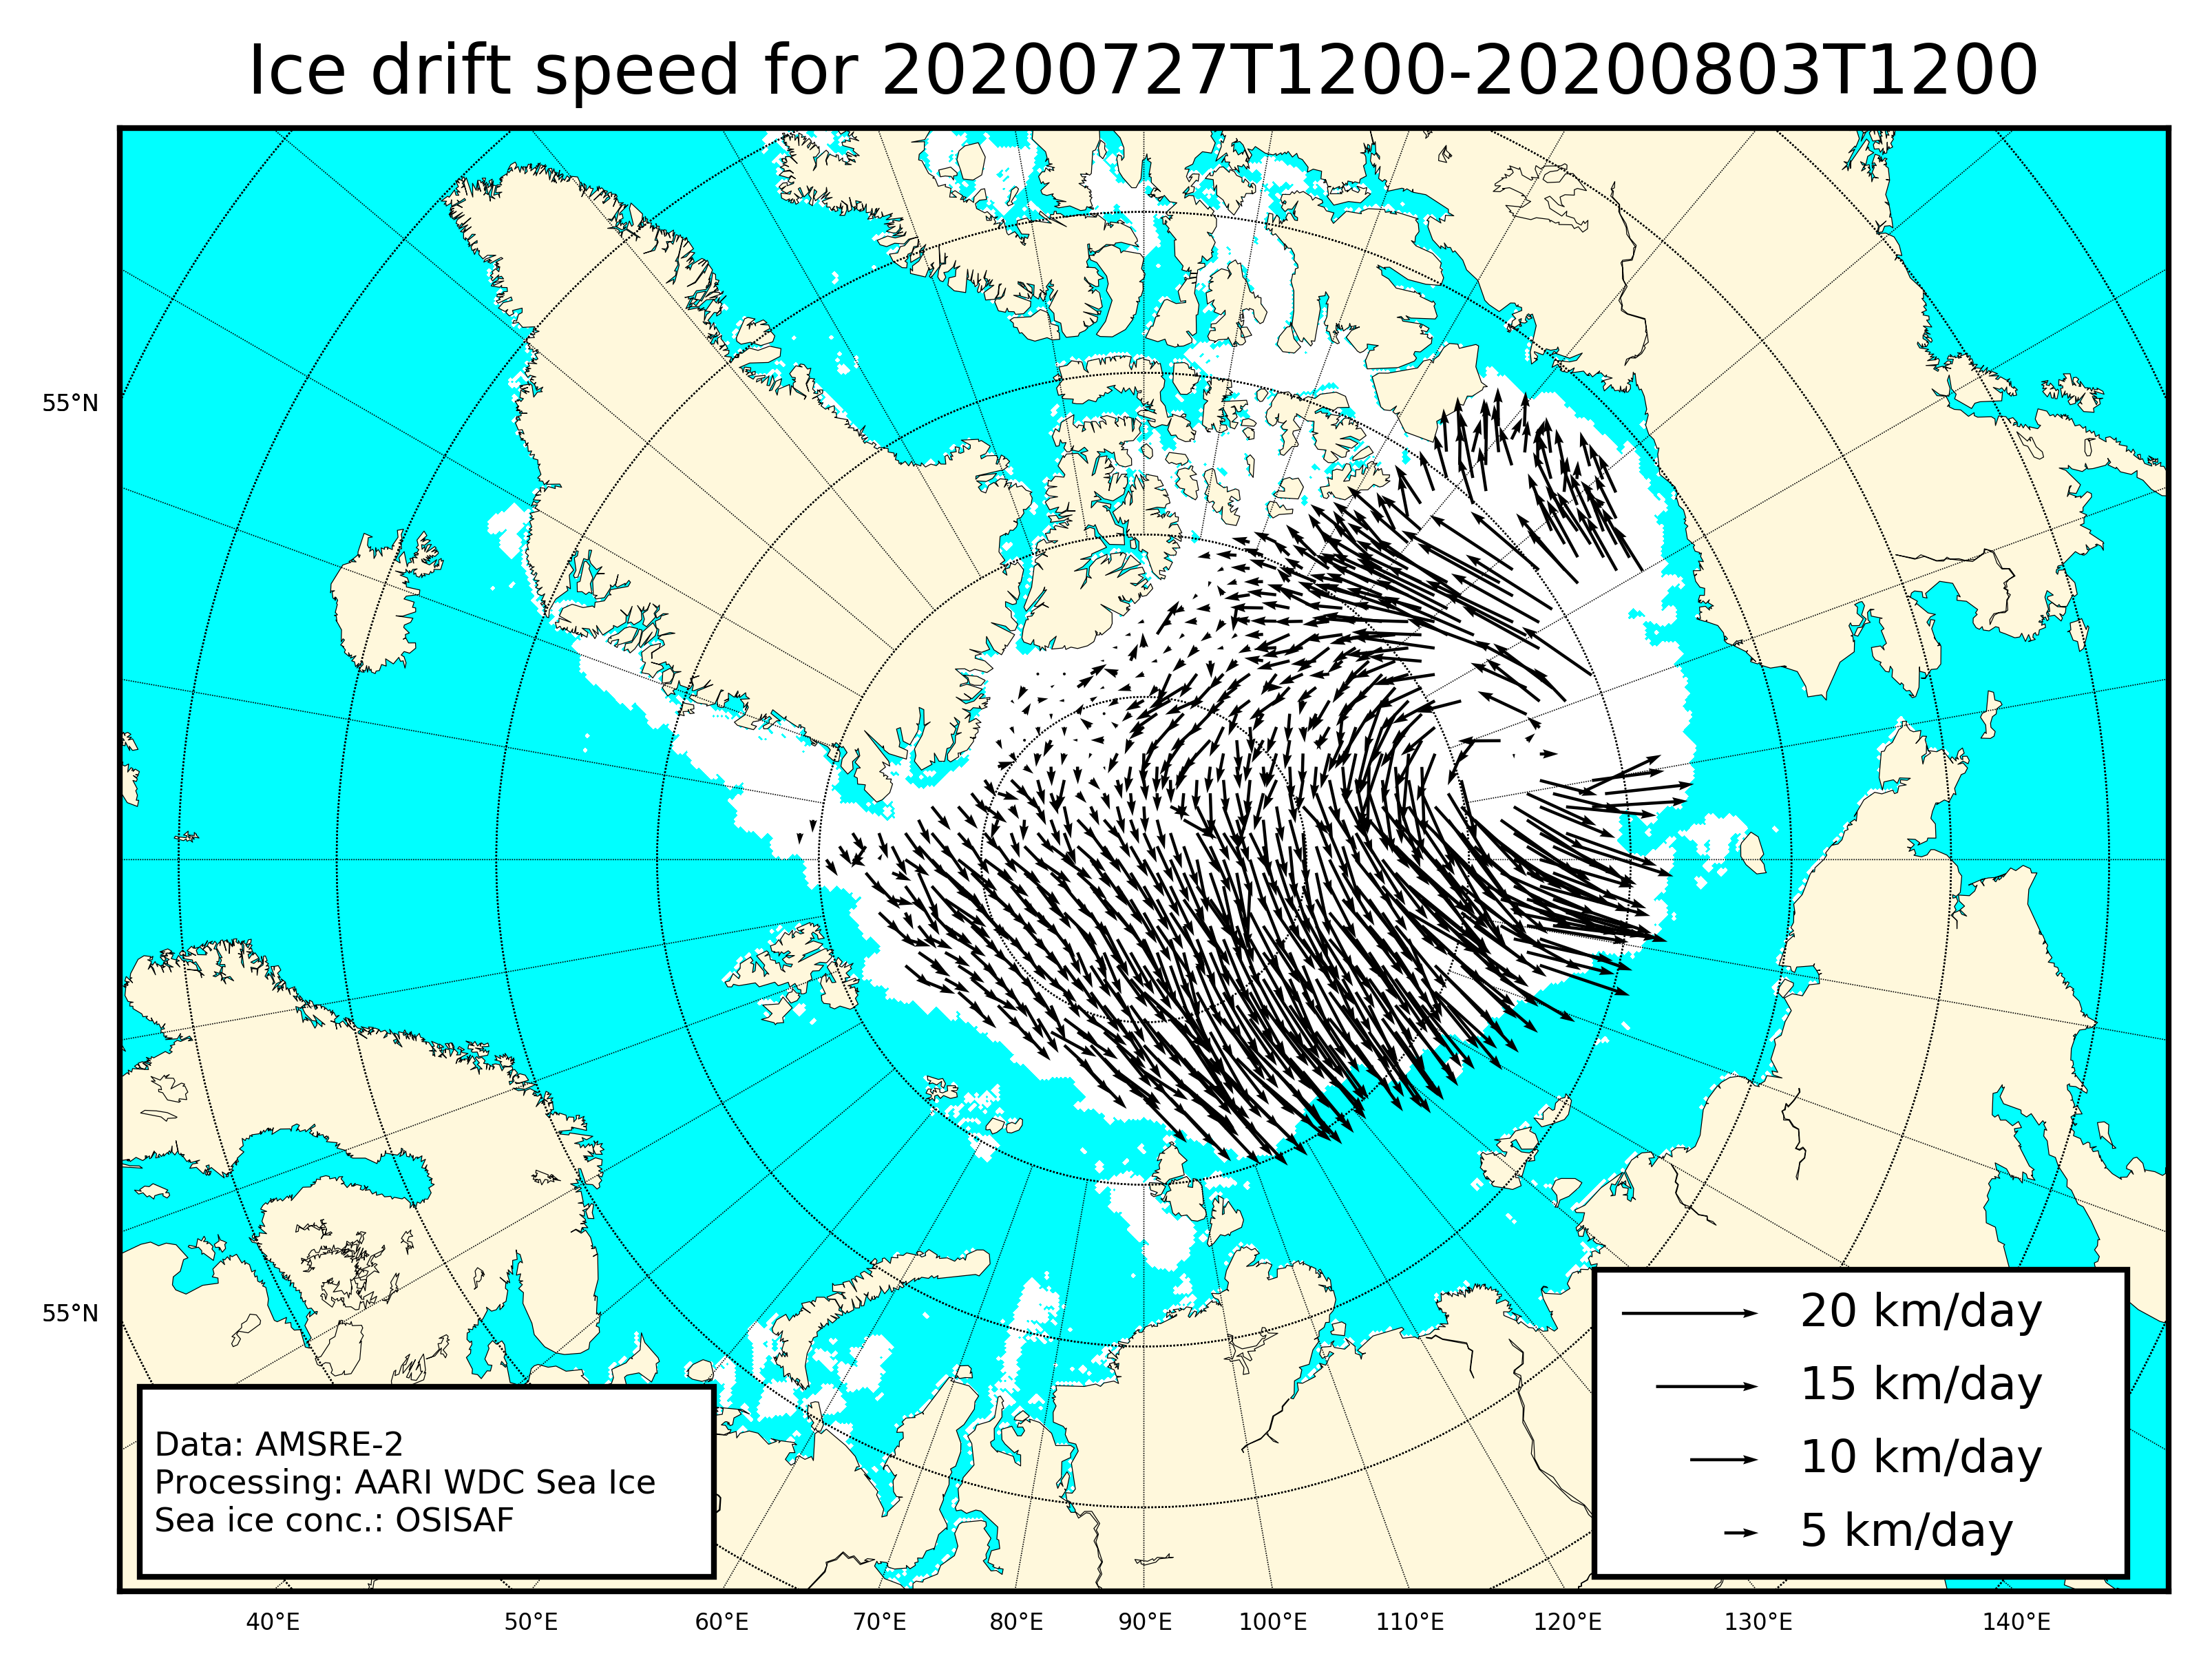 Ice drift speed for 20200727T1200-20200803T1200
55°N
55°N
20 km/day
15 km/day
10 km/day
5 km/day
Data: AMSRE-2
Processing: AARI WDC Sea Ice
Sea ice conc.: OSISAF
40°E 50°E 60°E 70°E 80°E 90°E 100°E 110°E 120°E 130°E 140°E